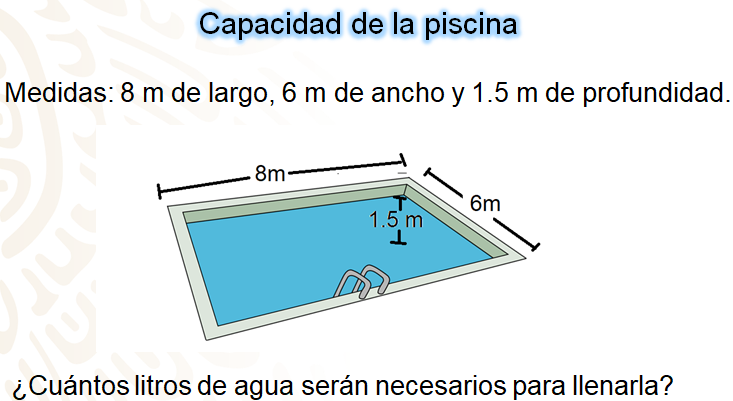 Capacidad de la piscina
Medidas: 8 m de largo, 6 m de ancho y 1.5 m de profundidad.
8m
6m
1.5 m
¿Cuántos litros de agua serán necesarios para llenarla?